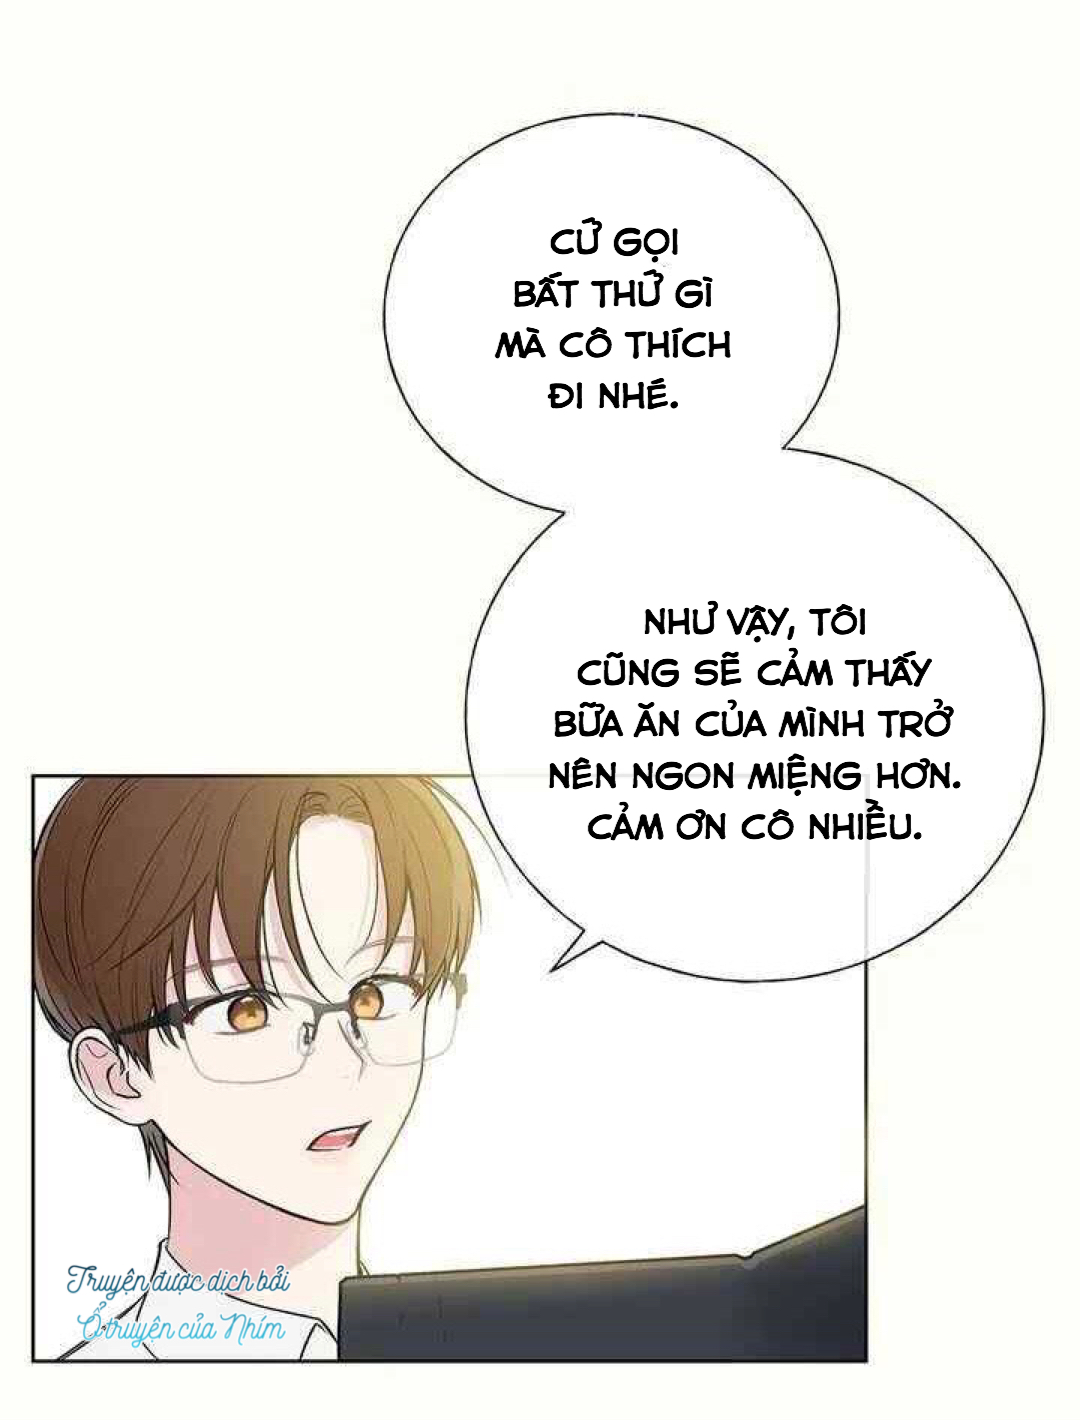 CỨ GỌI
BẤT THỨ GÌ
MÀ CÔ THÍCH
ĐI NHÉ.
NHƯ VẬY, TÔI
CŨNG SẼ CẢM THẤY
BỮA ĂN CỦA MÌNH TRỞ
NÊN NGON MIỆNG HƠN.
CẢM ƠN CÔ NHIỀU.
Truyện được dịch bởi
Ổ truyện của Nhím